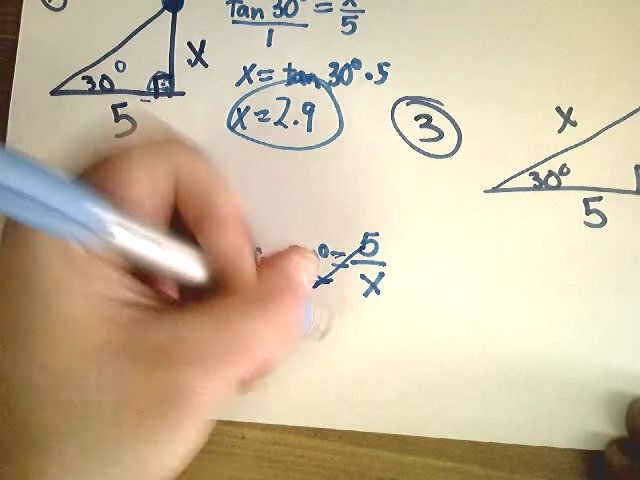 tan 30° = x/5
1
x
30°
5
x = tan 30° · 5
x = 2.9
3
x
30°
5
° = 5/x